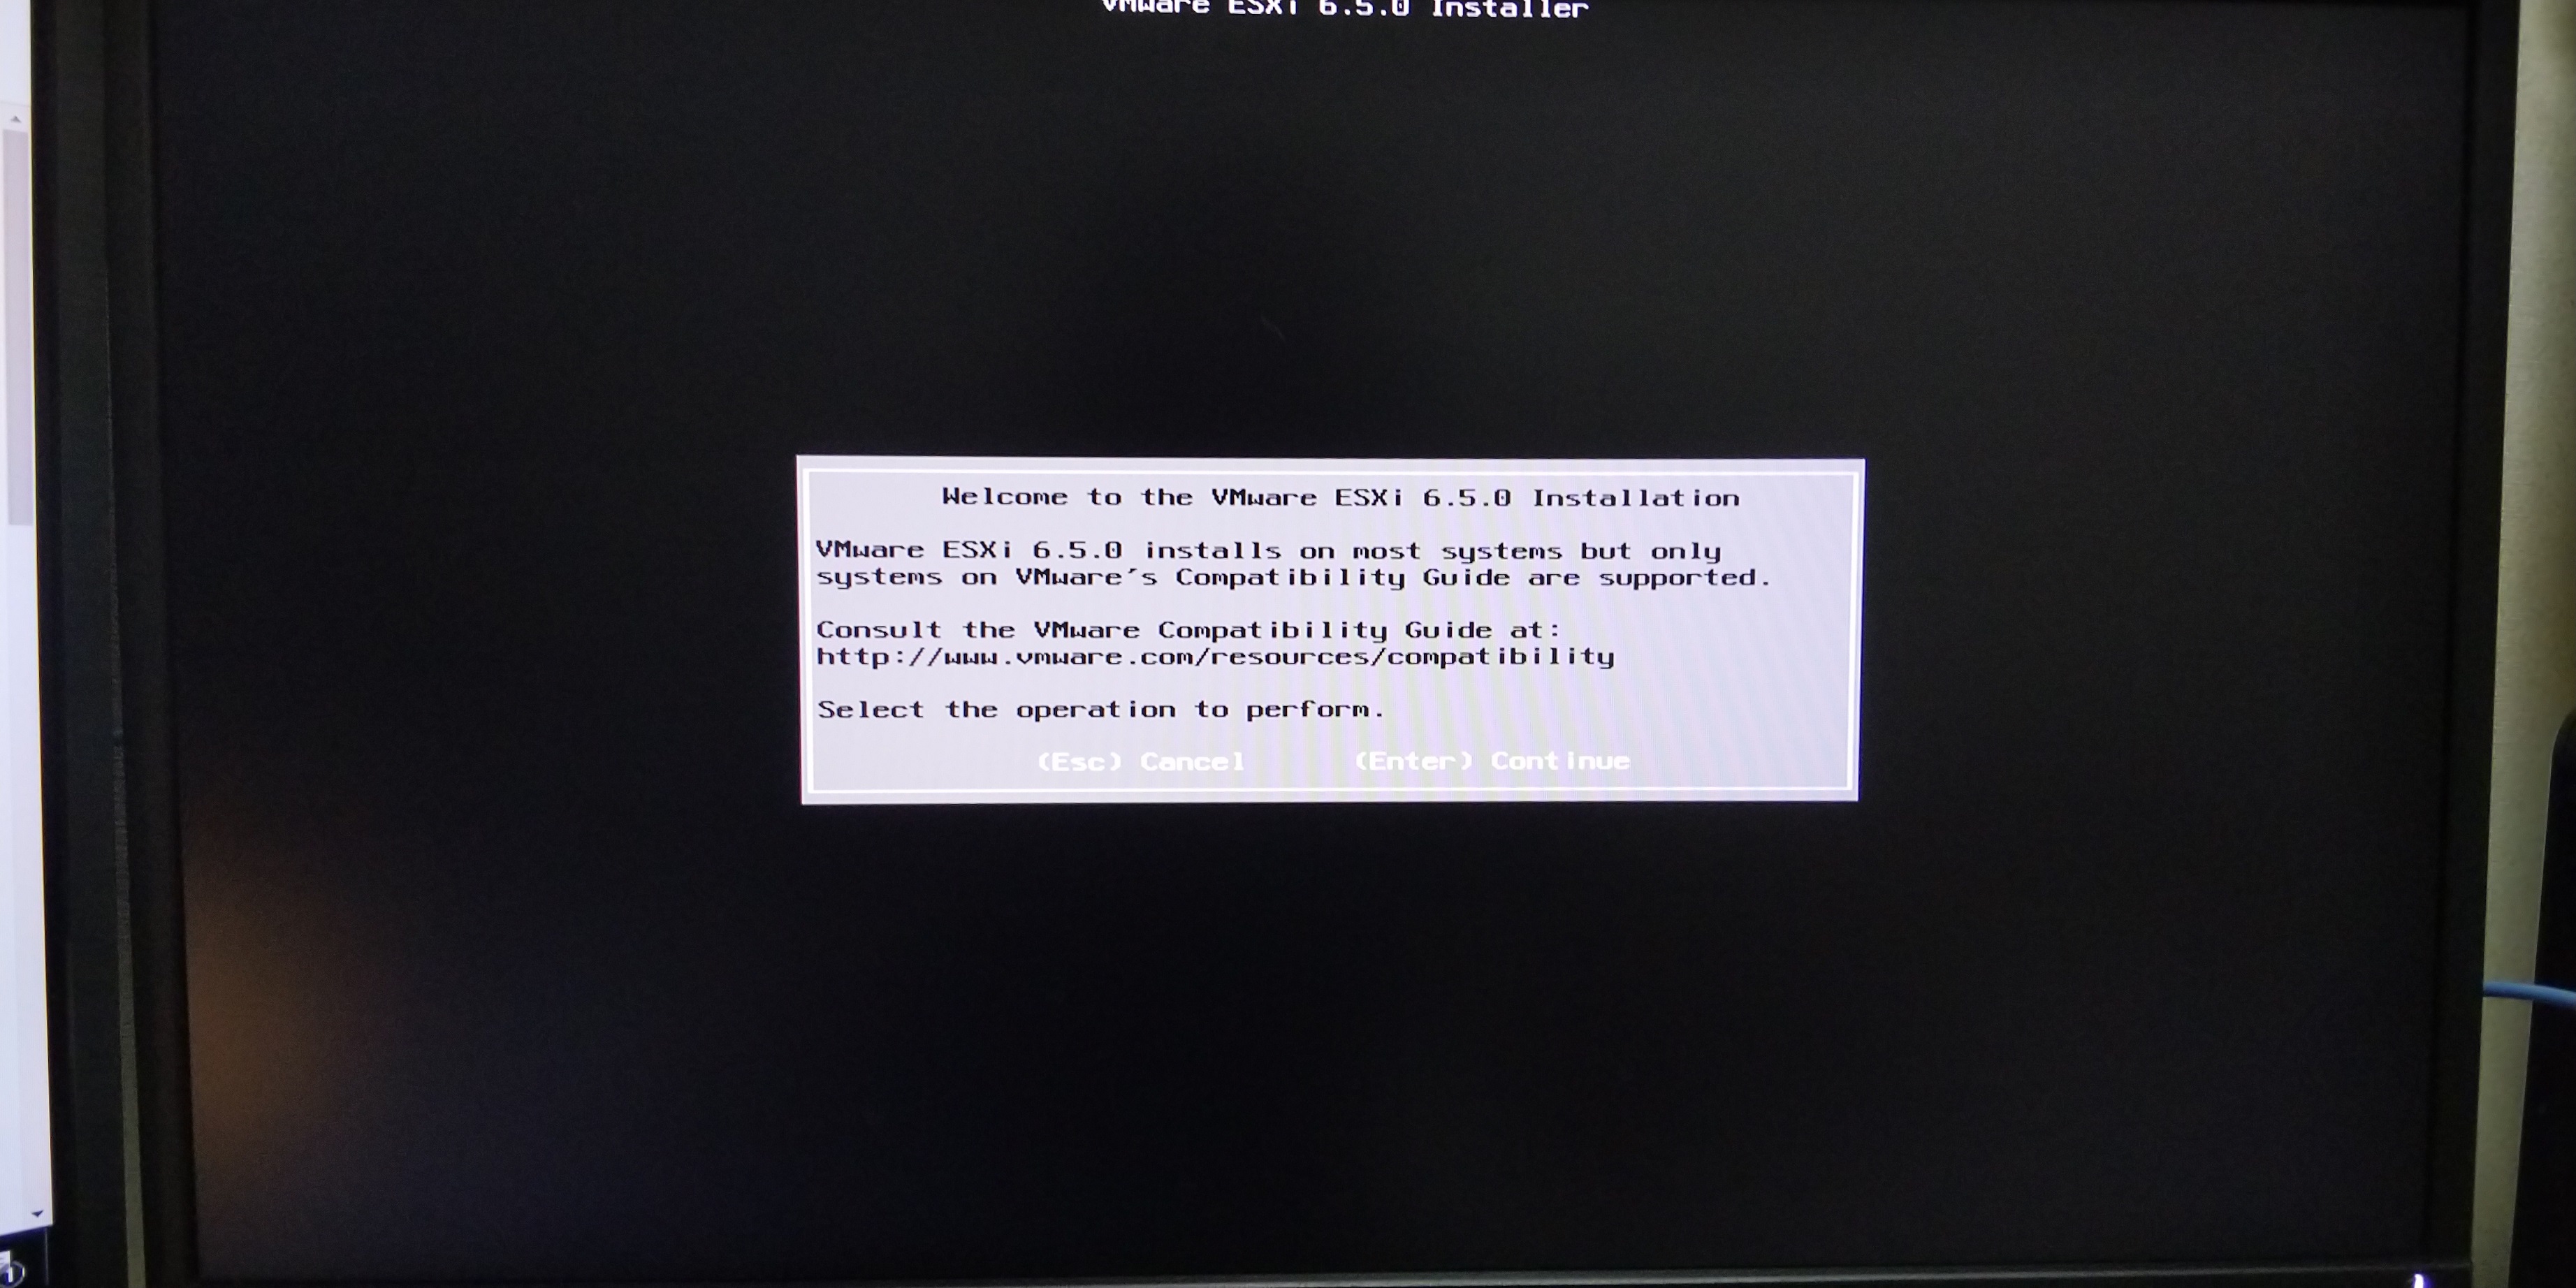 VMware ESXi 6.5.0 Installer
Welcome to the VMware ESXi 6.5.0 Installation
VMware ESXi 6.5.0 installs on most systems but only
systems on VMware's Compatibility Guide are supported.
Consult the VMware Compatibility Guide at:
http://www.vmware.com/resources/compatibility
Select the operation to perform.
(Esc) Cancel (Enter) Continue